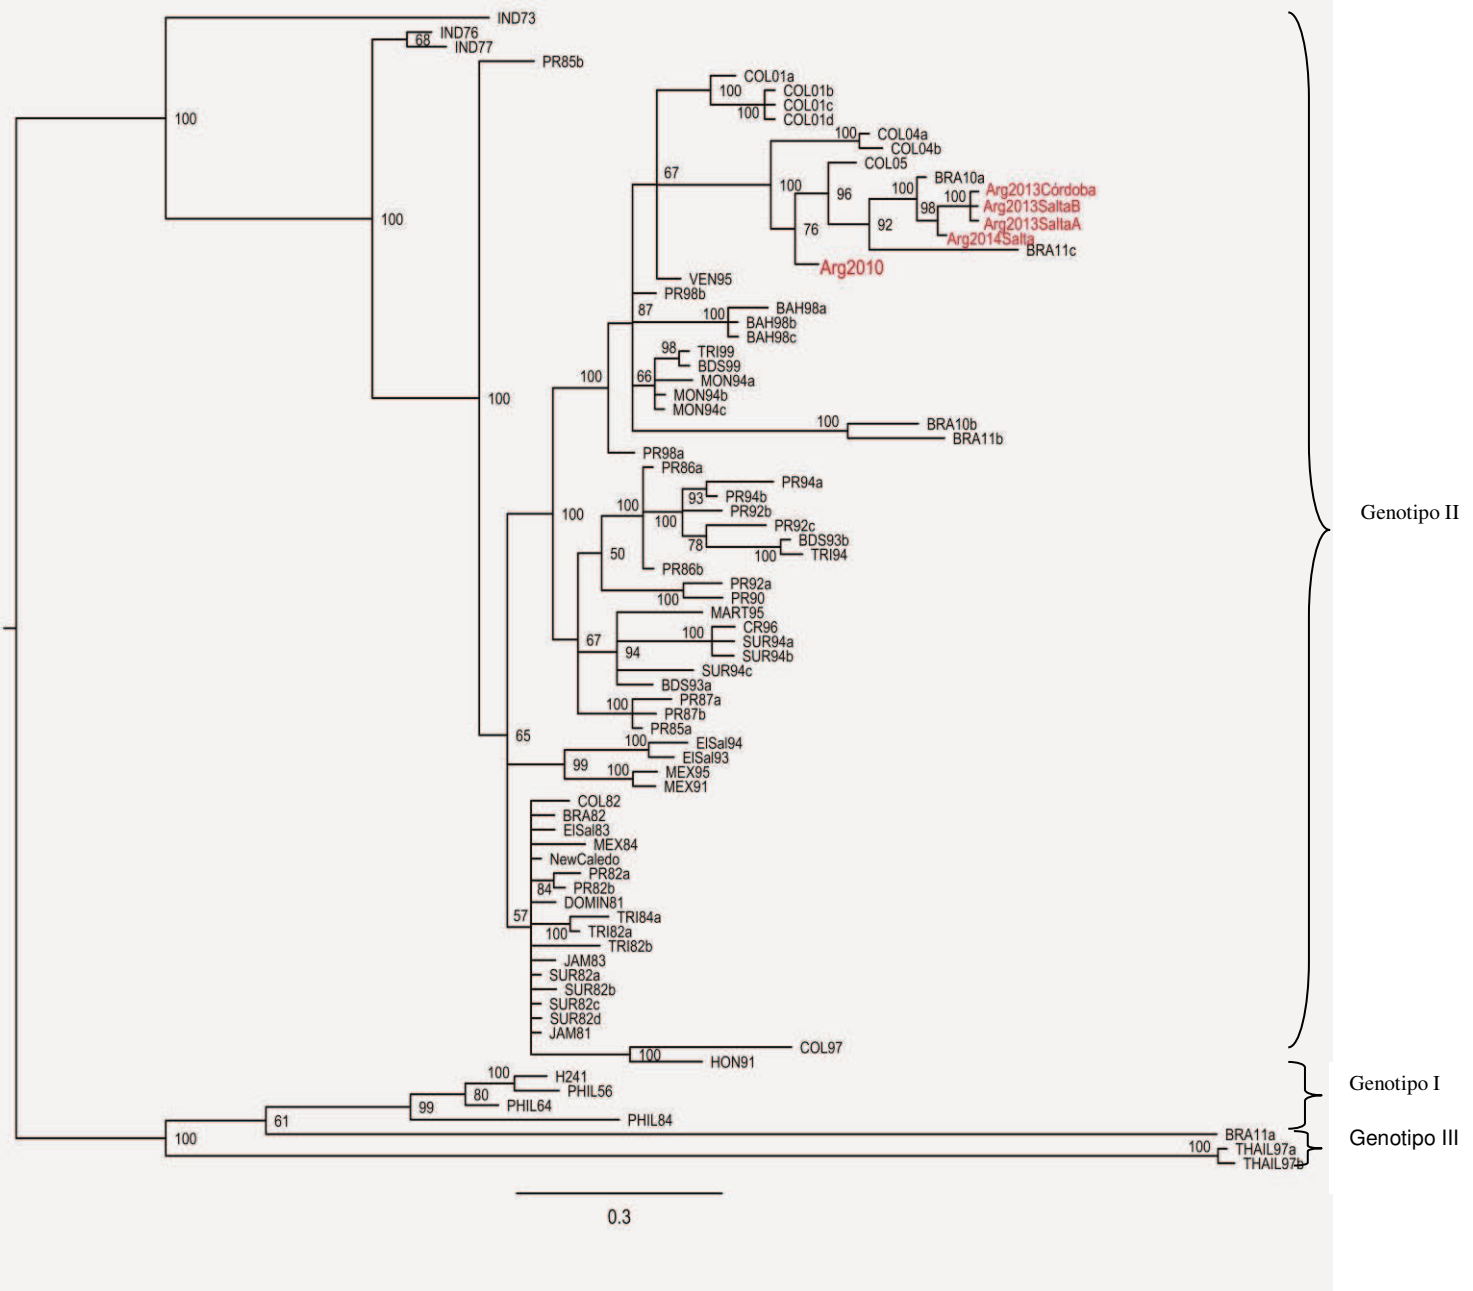 IND73
IND76
68
IND77
PR85b
COL01a
100
COL01b
COL01c
100
COL01d
100
100
COL04a
COL04b
COL05
67
BRA10a
100
Arg2013Córdoba
100
100
96
98
Arg2013SaltaB
100
92
Arg2013SaltaA
76
Arg2014Salta
BRA11c
Arg2010
VEN95
PR98b
87
BAH98a
100
BAH98b
BAH98c
98
TRI99
BDS99
100
66
MON94a
MON94b
100
MON94c
100
BRA10b
BRA11b
PR98a
PR86a
PR94a
93
PR94b
100
PR92b
Genotipo II
100
100
PR92c
78
BDS93b
50
100
TRI94
PR86b
PR92a
100
PR90
MART95
CR96
67
100
SUR94a
94
SUR94b
SUR94c
BDS93a
PR87a
100
PR87b
PR85a
65
100
ElSal94
ElSal93
99
100
MEX95
MEX91
COL82
BRA82
ElSal83
MEX84
NewCaledo
PR82a
84
PR82b
DOMIN81
57
TRI84a
100
TRI82a
TRI82b
JAM83
SUR82a
SUR82b
SUR82c
SUR82d
JAM81
COL97
100
HON91
100
H241
Genotipo I
80
PHIL56
99
PHIL64
61
PHIL84
100
BRA11a
Genotipo III
100
THAIL97a
THAIL97b
0.3